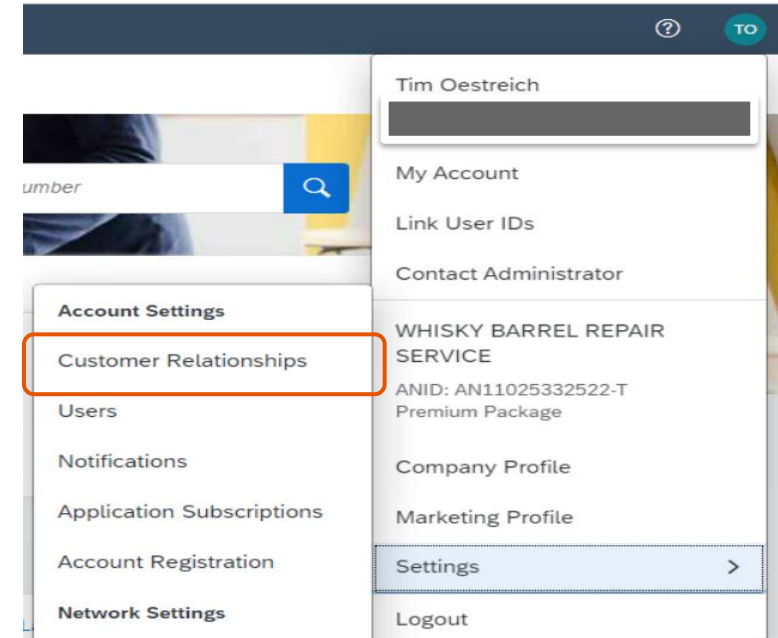 ?
TO
Tim Oestreich
umber
My Account
Link User IDs
Contact Administrator
WHISKY BARREL REPAIR
SERVICE
ANID: AN11025332522-T
Premium Package
Company Profile
Marketing Profile
Settings
Logout
Account Settings
Customer Relationships
Users
Notifications
Application Subscriptions
Account Registration
Network Settings